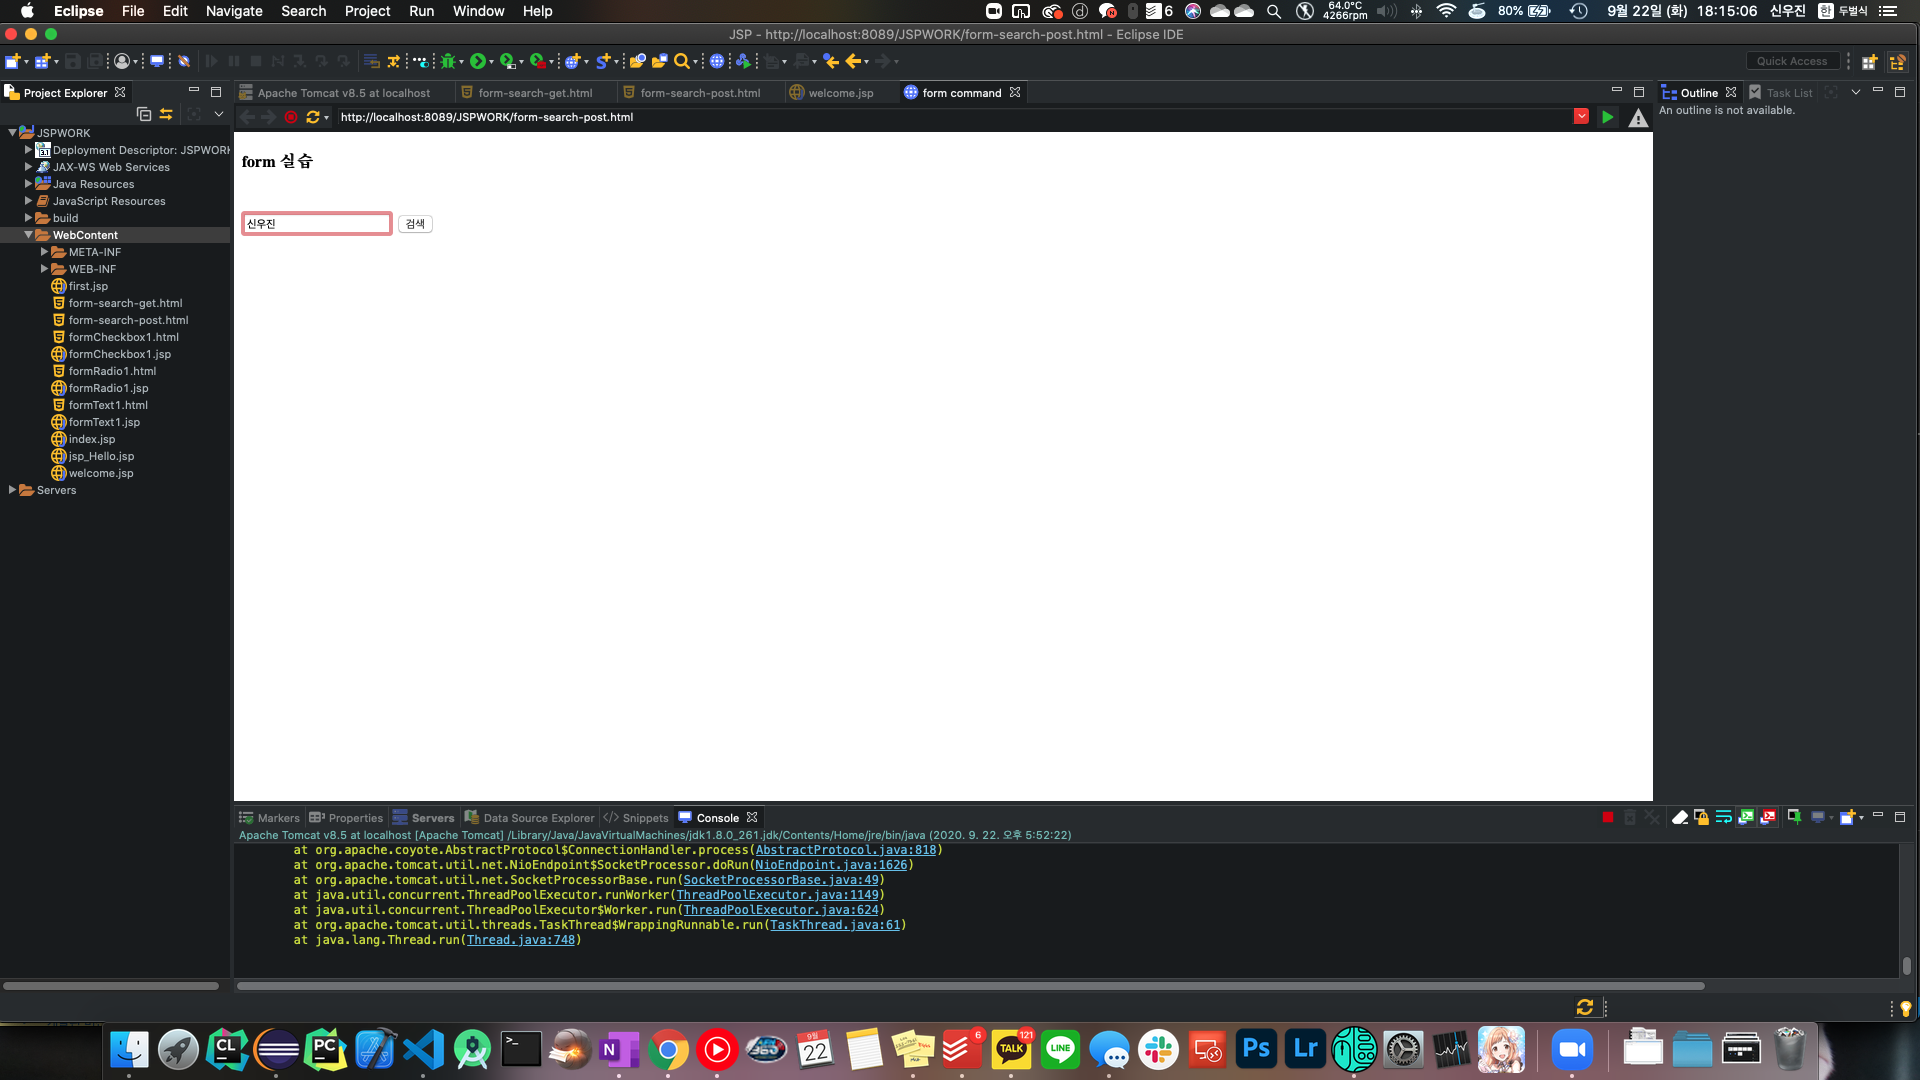 Eclipse File Edit Navigate Search Project Run Window Help 6 64.0°C 4266rpm 80% 9월 22일 (화) 18:15:06 신우진 한 두벌식
JSP - http://localhost:8089/JSPWORK/form-search-post.html - Eclipse IDE
Quick Access
Project Explorer
JSPWORK
Deployment Descriptor: JSPWORK
JAX-WS Web Services
Java Resources
JavaScript Resources
build
WebContent
META-INF
WEB-INF
first.jsp
form-search-get.html
form-search-post.html
formCheckbox1.html
formCheckbox1.jsp
formRadio1.html
formRadio1.jsp
formText1.html
formText1.jsp
index.jsp
jsp_Hello.jsp
welcome.jsp
Servers
Apache Tomcat v8.5 at localhost form-search-get.html form-search-post.html welcome.jsp form command
http://localhost:8089/JSPWORK/form-search-post.html
form 실습
신우진 검색
Outline Task List
An outline is not available.
Markers Properties Servers Data Source Explorer Snippets Console
Apache Tomcat v8.5 at localhost [Apache Tomcat] /Library/Java/JavaVirtualMachines/jdk1.8.0_261.jdk/Contents/Home/jre/bin/java (2020. 9. 22. 오후 5:52:22)
at org.apache.coyote.AbstractProtocol$ConnectionHandler.process(AbstractProtocol.java:818)
at org.apache.tomcat.util.net.NioEndpoint$SocketProcessor.doRun(NioEndpoint.java:1626)
at org.apache.tomcat.util.net.SocketProcessorBase.run(SocketProcessorBase.java:49)
at java.util.concurrent.ThreadPoolExecutor.runWorker(ThreadPoolExecutor.java:1149)
at java.util.concurrent.ThreadPoolExecutor$Worker.run(ThreadPoolExecutor.java:624)
at org.apache.tomcat.util.threads.TaskThread$WrappingRunnable.run(TaskThread.java:61)
at java.lang.Thread.run(Thread.java:748)
CL PC N 9월 22 6 TALK 121 LINE Ps Lr